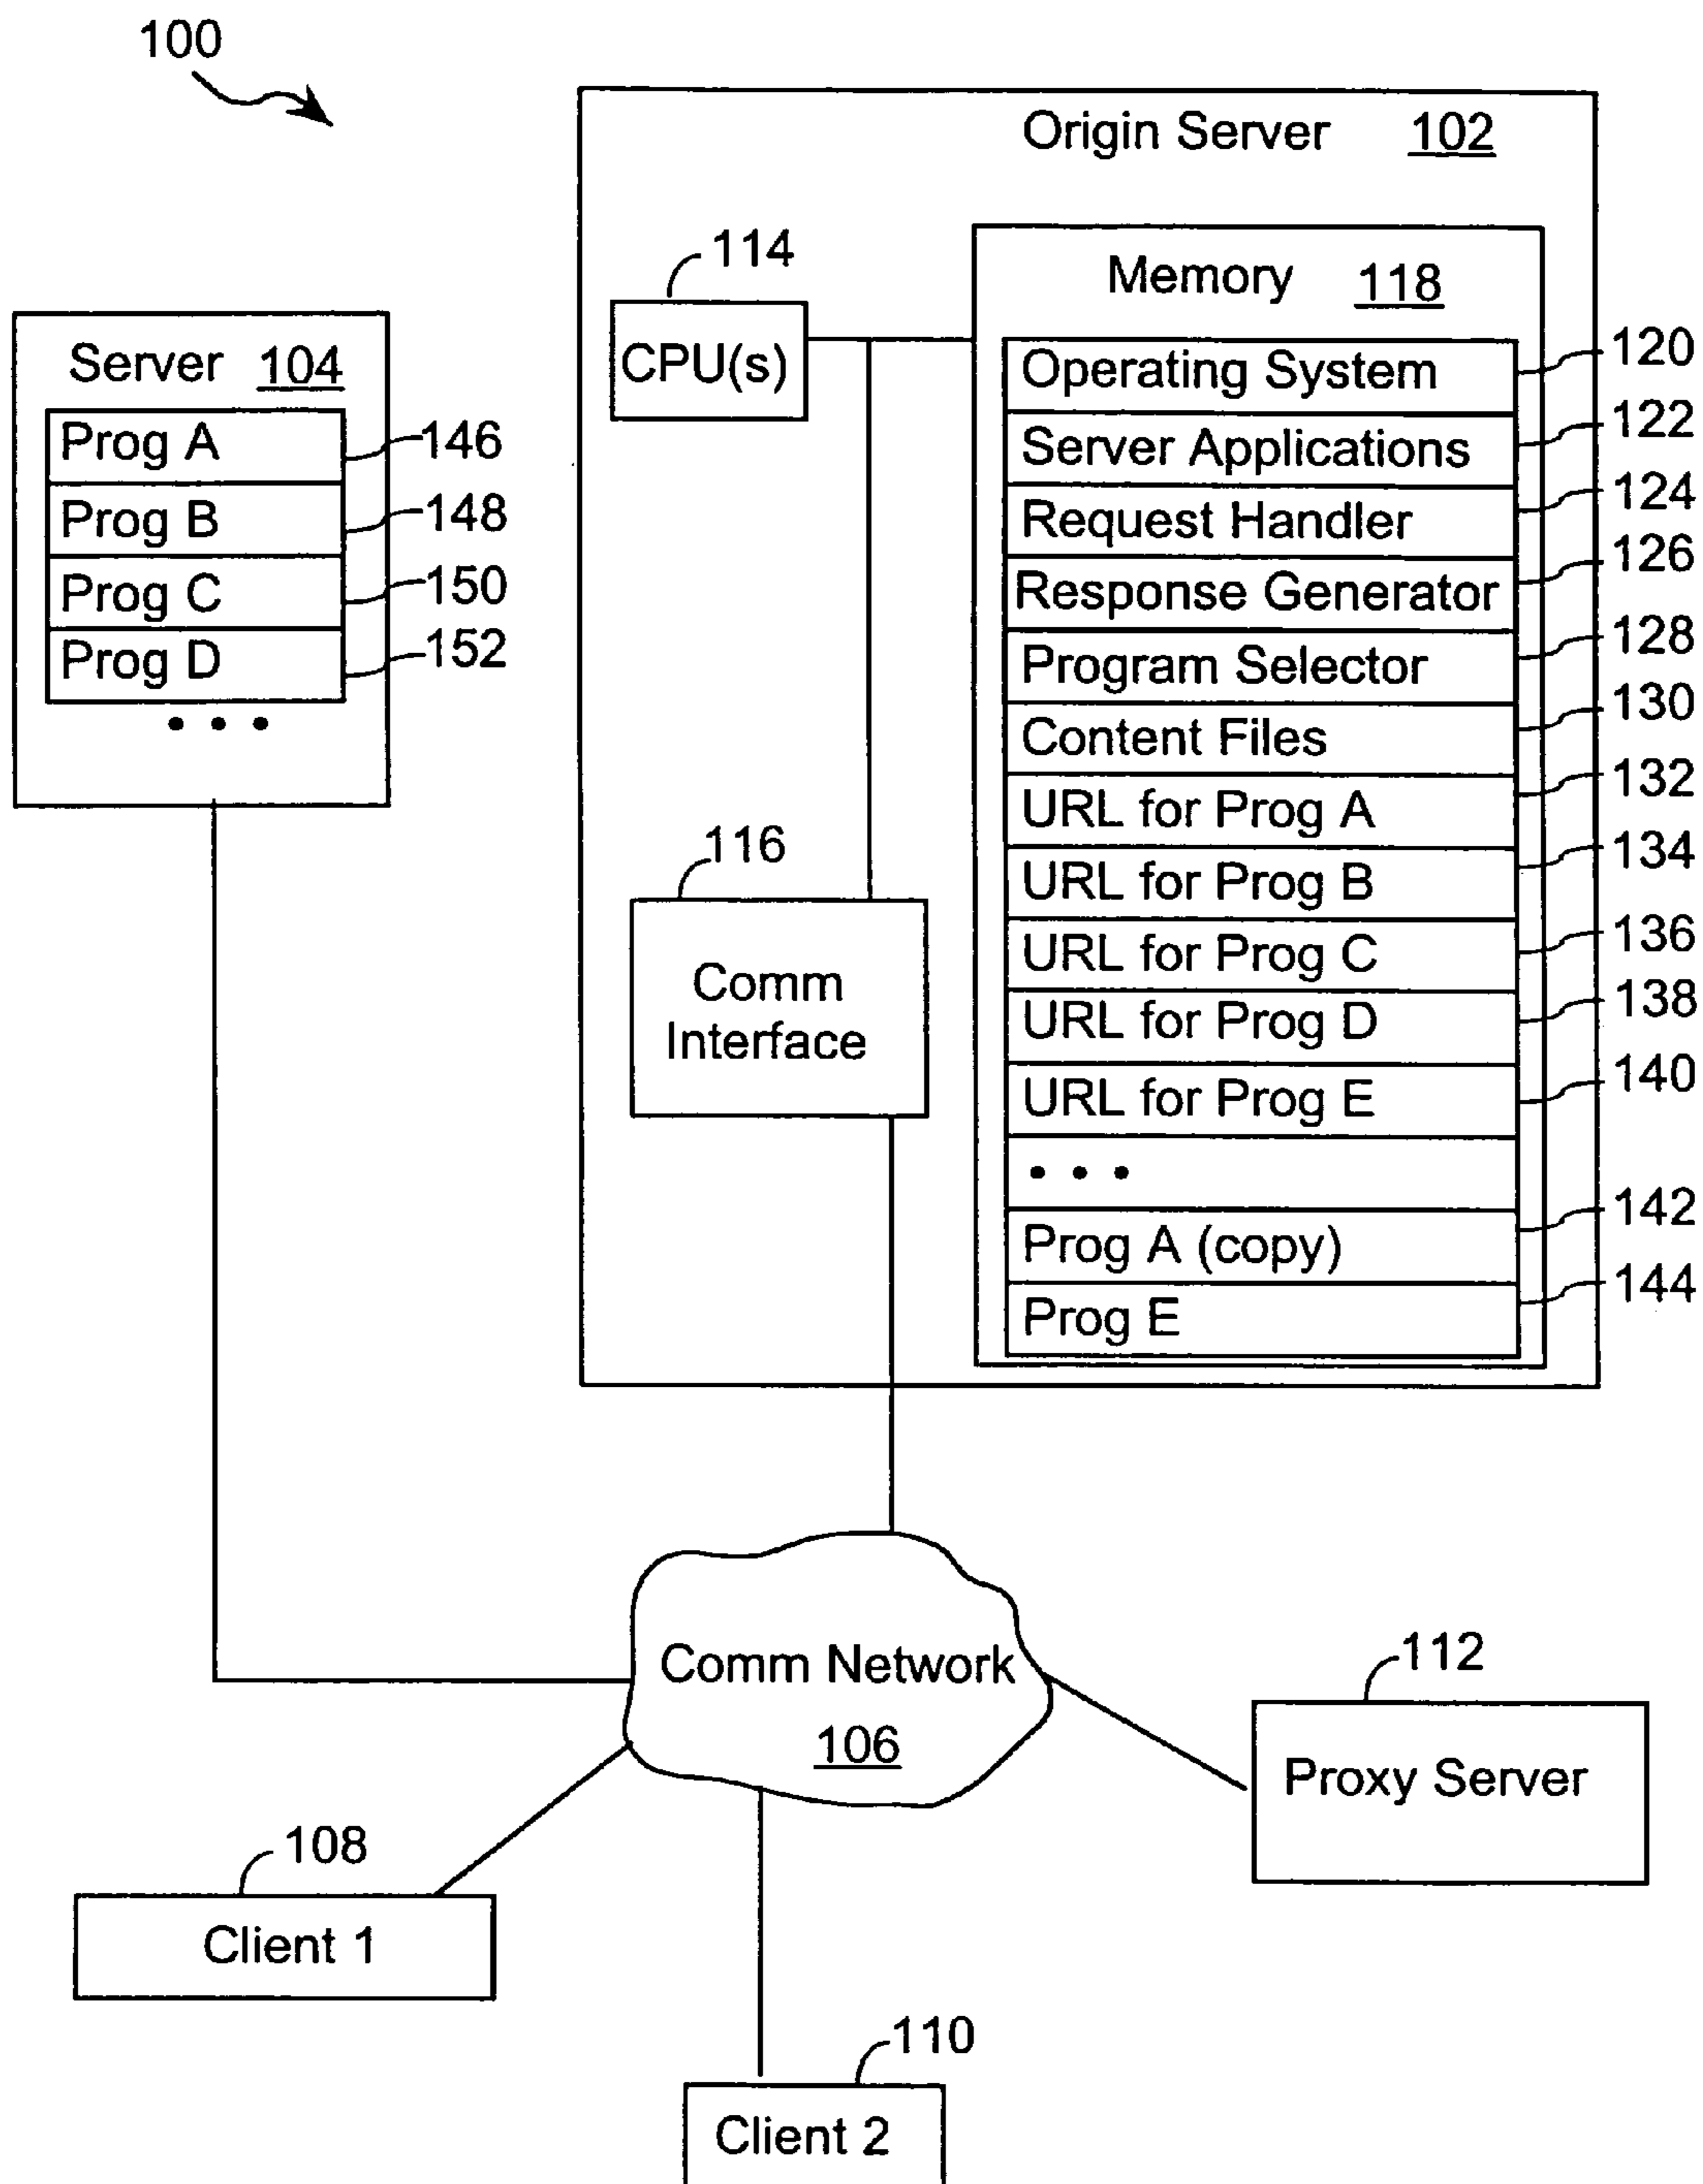 100
Origin Server 102
114
CPU(s)
Memory 118
Operating System 120
Server Applications 122
Request Handler 124
Response Generator 126
Program Selector 128
Content Files 130
URL for Prog A 132
URL for Prog B 134
URL for Prog C 136
URL for Prog D 138
URL for Prog E 140
• • •
Prog A (copy) 142
Prog E 144
Server 104
Prog A 146
Prog B 148
Prog C 150
Prog D 152
• • •
116
Comm
Interface
Comm Network
106
112
Proxy Server
108
Client 1
110
Client 2